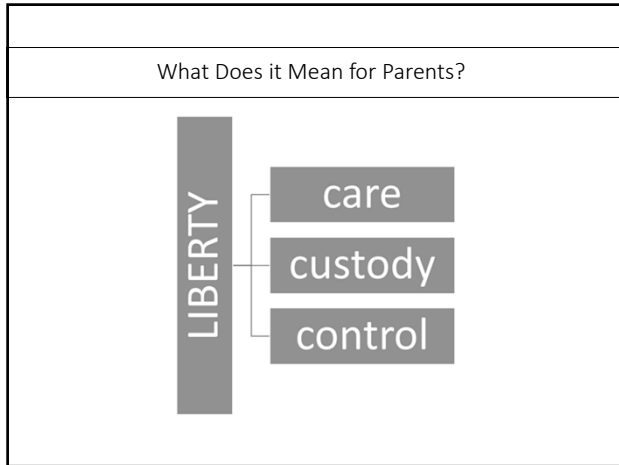 What Does it Mean for Parents?
LIBERTY
care
custody
control